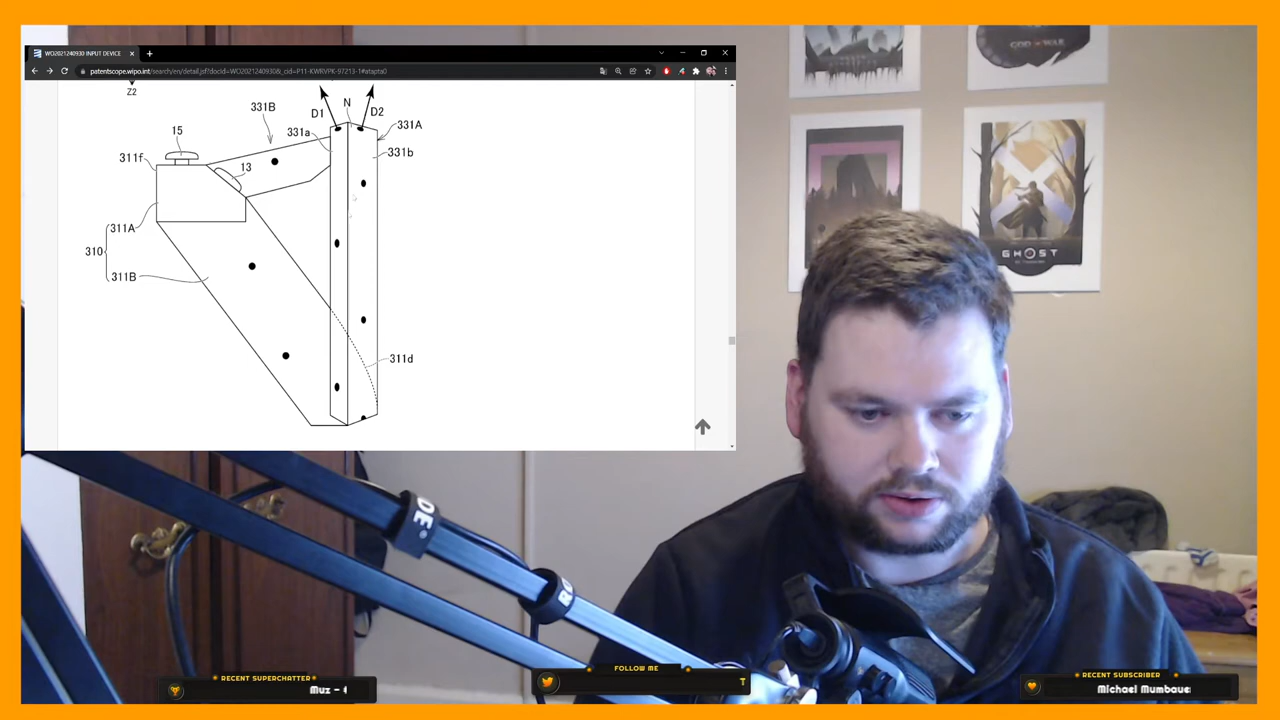 WO2021240930 INPUT DEVICE
patentscope.wipo.int/search/en/detail.jsf?docId=WO2021240930&_cid=P11-KWRVPK-97213-1#atapta0
Z2
D1
N
D2
331B
331a
331A
331b
15
311f
13
311A
310
311B
311d
GOD OF WAR
GHOST
RODE
RECENT SUPERCHATTER
Muz -
FOLLOW ME
T
RECENT SUBSCRIBER
Michael Mumbaue